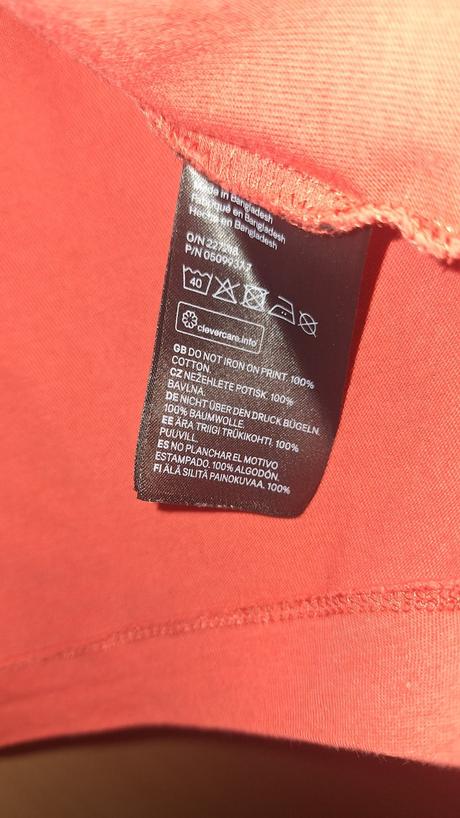 Made in Bangladesh
Fabriqué en Bangladesh
Hecho en Bangladesh
O/N
P/N
40
clevercare.info
GB DO NOT IRON ON PRINT. 100%
COTTON.
CZ NEŽEHLETE POTISK. 100%
BAVLNA.
DE NICHT ÜBER DEN DRUCK BÜGELN.
100% BAUMWOLLE.
EE ÄRA TRIIGI TRÜKIKOHTI. 100%
PUUVILL.
ES NO PLANCHAR EL MOTIVO
ESTAMPADO. 100% ALGODÓN.
FI ÄLÄ SILITÄ PAINOKUVAA. 100%